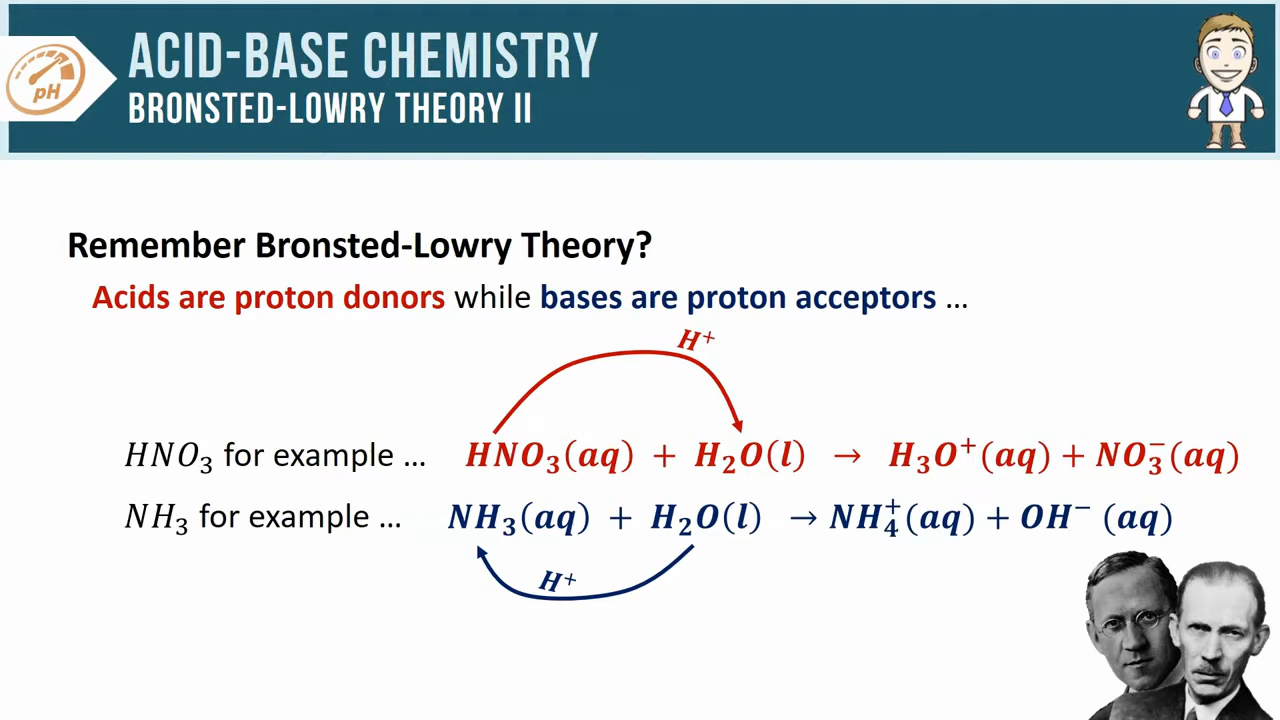 pH
ACID-BASE CHEMISTRY
BRONSTED-LOWRY THEORY II
Remember Bronsted-Lowry Theory?
Acids are proton donors while bases are proton acceptors ...
H⁺
HNO₃ for example ... HNO₃(aq) + H₂O(l) → H₃O⁺(aq) + NO₃⁻(aq)
NH₃ for example ... NH₃(aq) + H₂O(l) → NH₄⁺(aq) + OH⁻ (aq)
H⁺